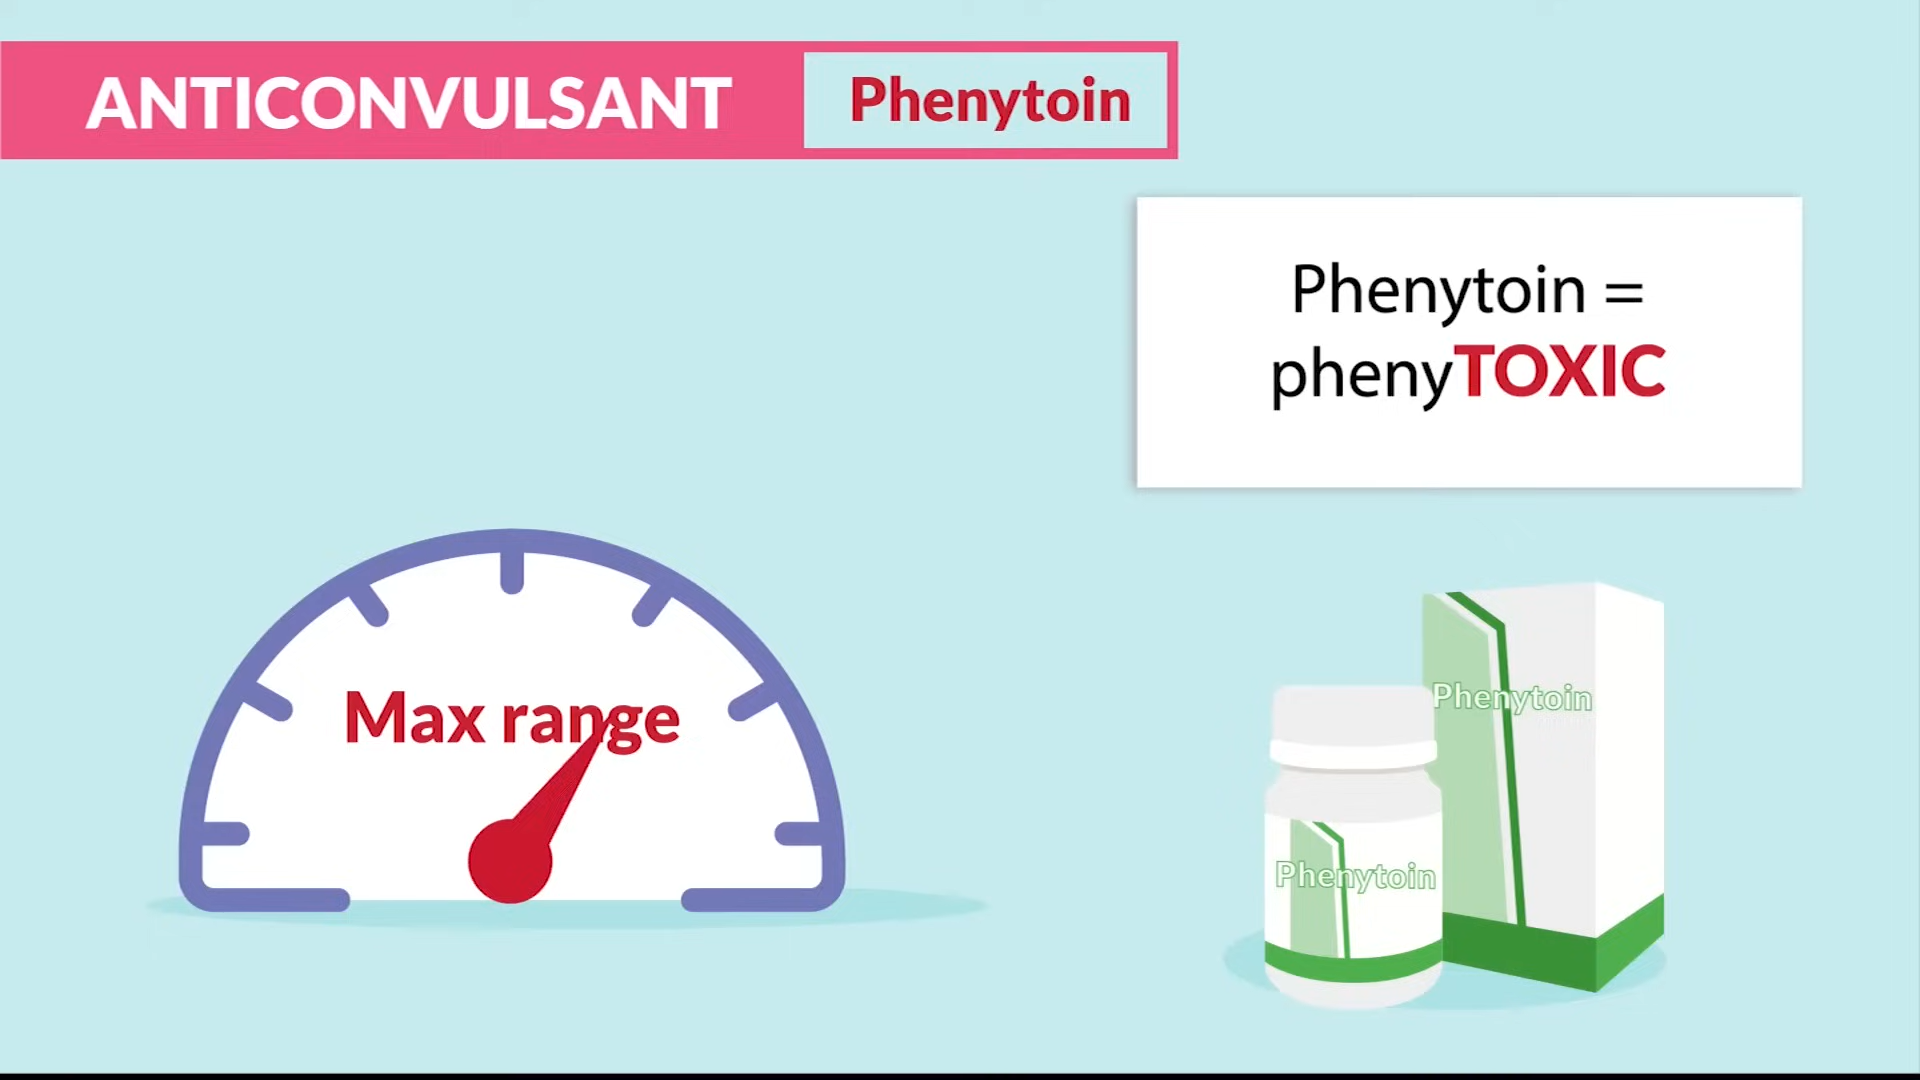 ANTICONVULSANT Phenytoin
Phenytoin =
phenyTOXIC
Max range
Phenytoin
Phenytoin